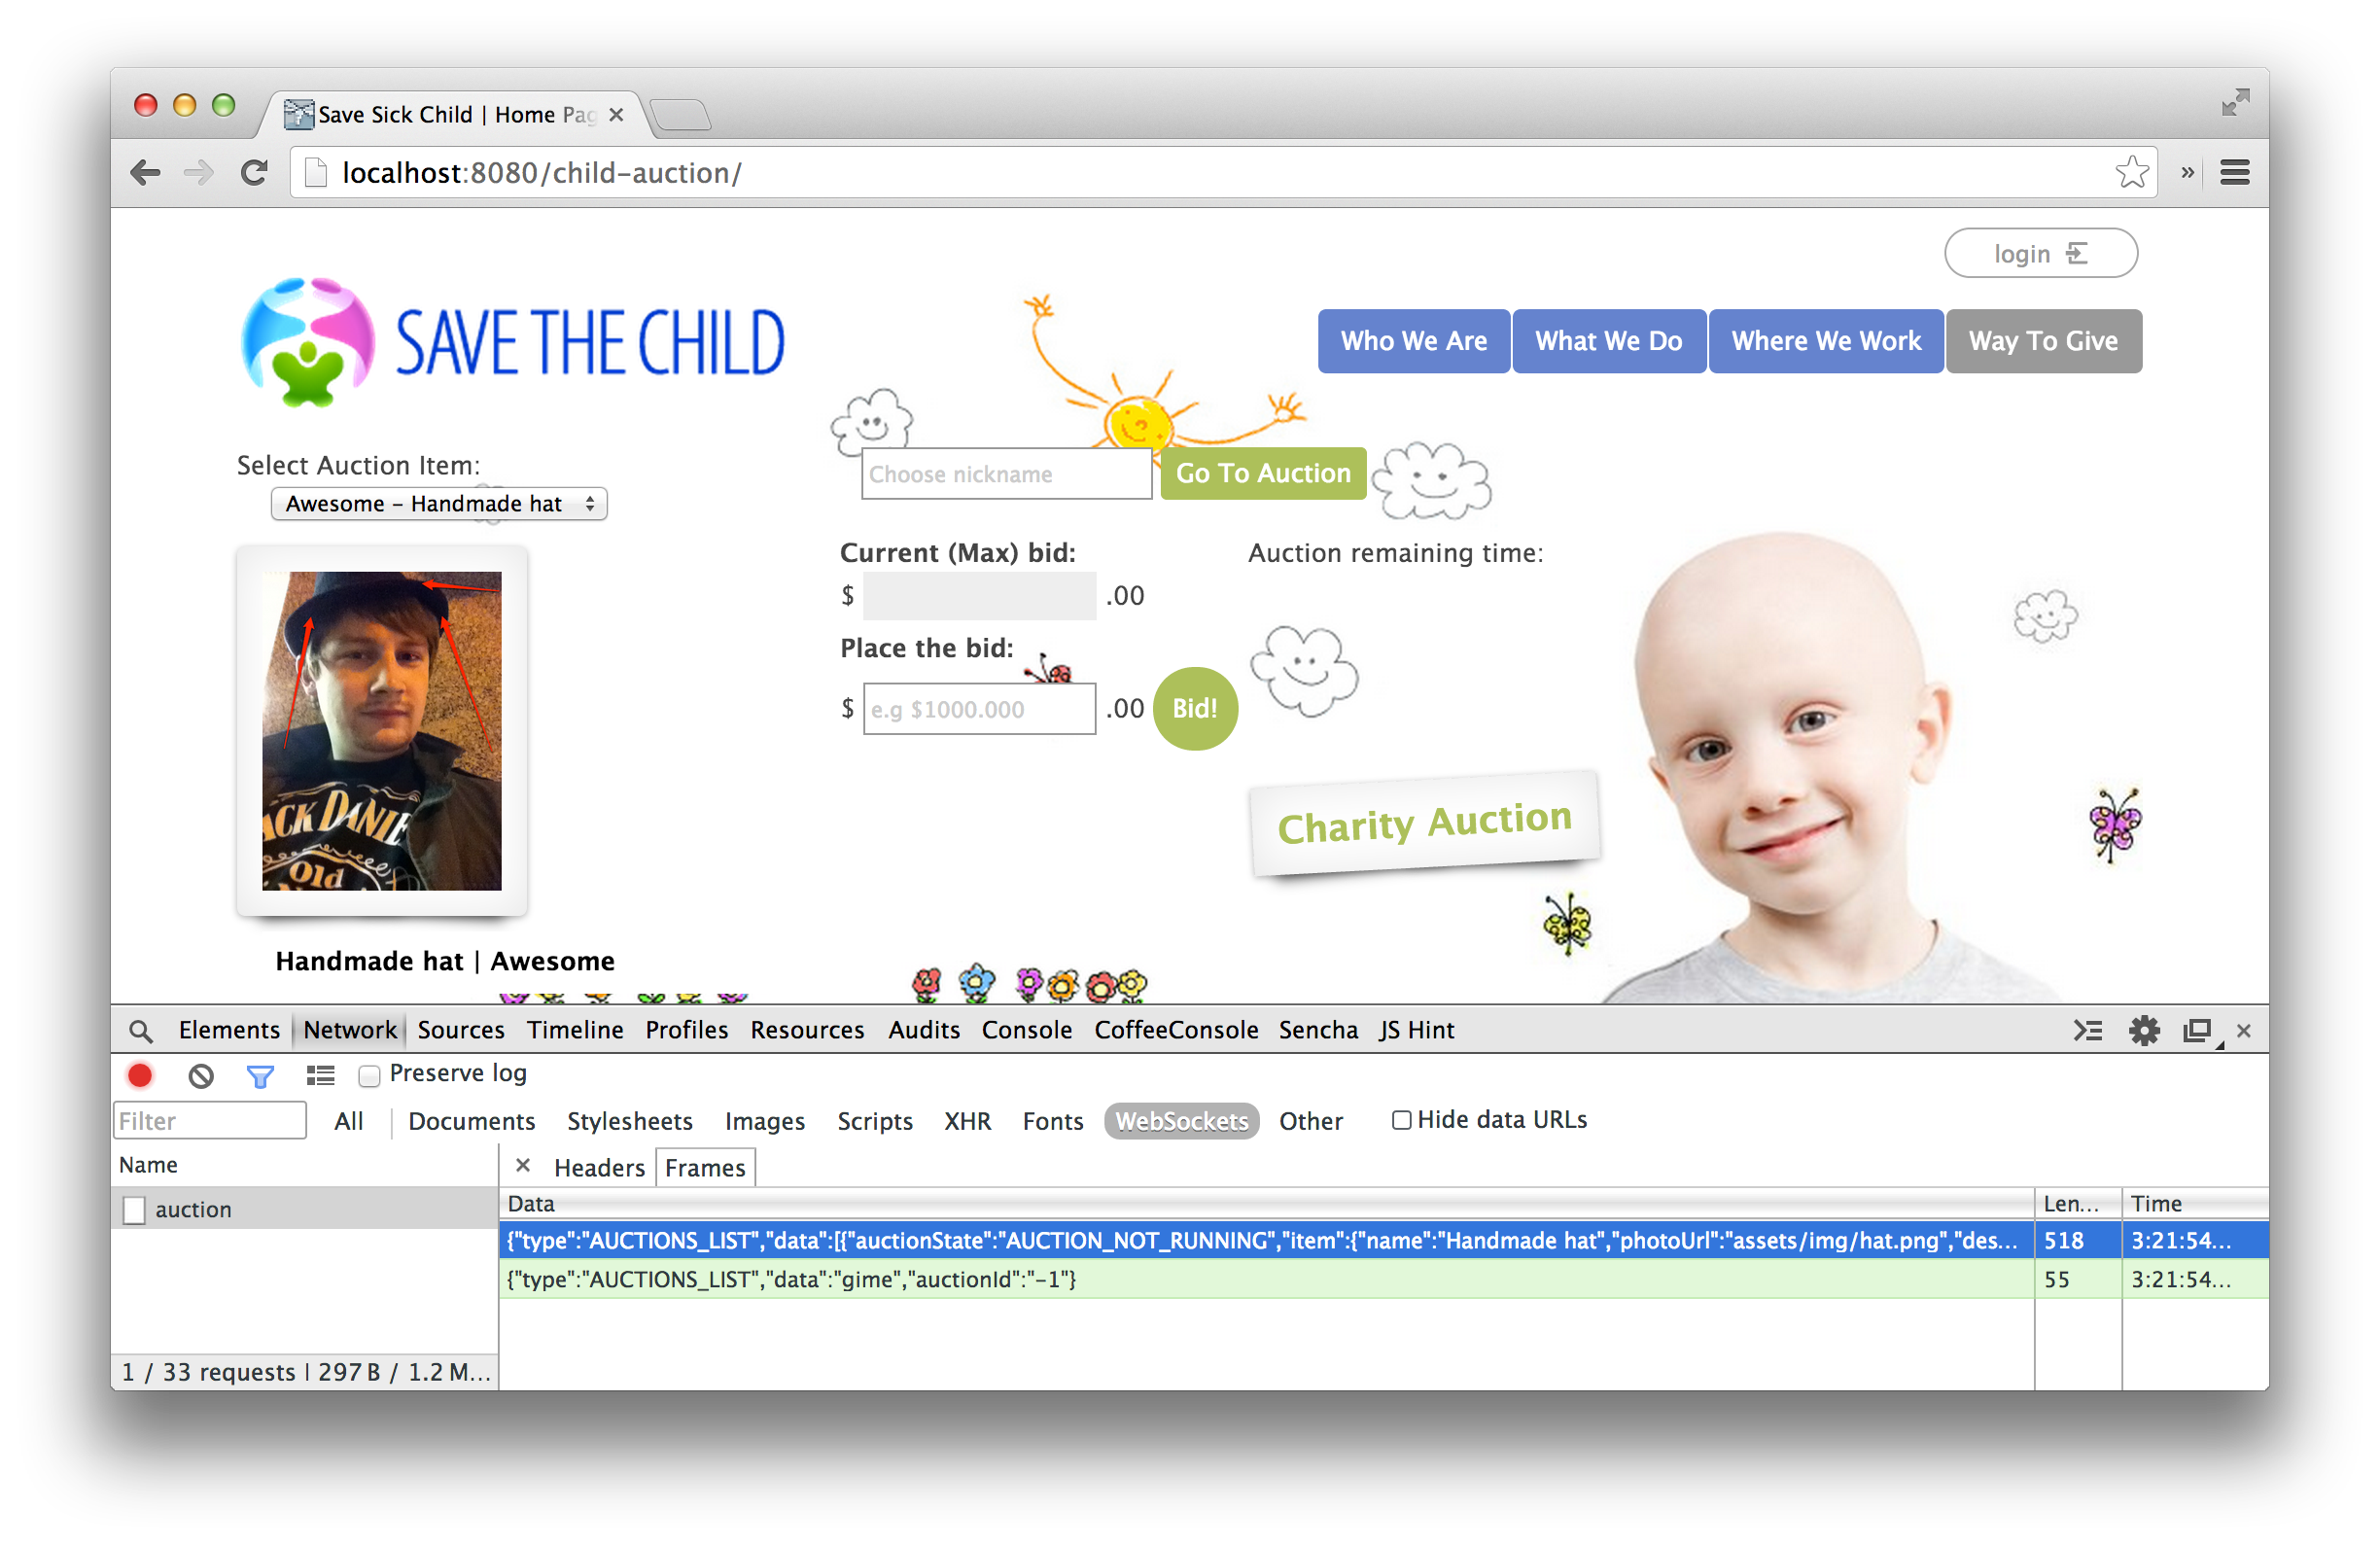 Save Sick Child | Home Pag
localhost:8080/child-auction/
login
SAVE THE CHILD
Who We Are
What We Do
Where We Work
Way To Give
Select Auction Item:
Awesome – Handmade hat
Choose nickname
Go To Auction
Current (Max) bid:
$ .00
Auction remaining time:
Place the bid:
$ e.g $1000.000 .00 Bid!
Charity Auction
ACK DANIE
Old
Handmade hat | Awesome
Elements Network Sources Timeline Profiles Resources Audits Console CoffeeConsole Sencha JS Hint
Preserve log
Filter All Documents Stylesheets Images Scripts XHR Fonts WebSockets Other Hide data URLs
Name
× Headers Frames
auction
Data Len... Time
{"type":"AUCTIONS_LIST","data":[{"auctionState":"AUCTION_NOT_RUNNING","item":{"name":"Handmade hat","photoUrl":"assets/img/hat.png","des... 518 3:21:54...
{"type":"AUCTIONS_LIST","data":"gime","auctionId":"-1"} 55 3:21:54...
1 / 33 requests | 297 B / 1.2 M...